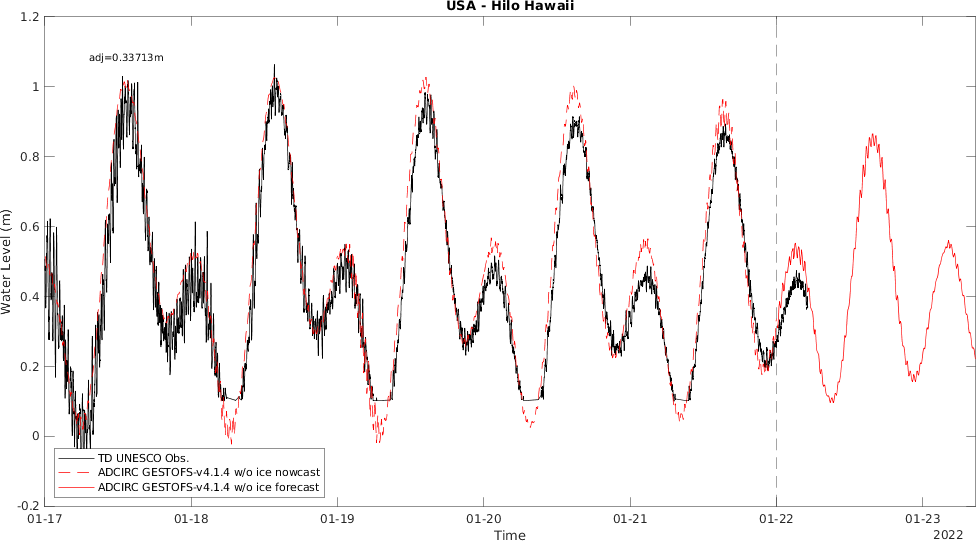 USA - Hilo Hawaii
adj=0.33713m
1.2
1
0.8
0.6
0.4
0.2
0
-0.2
Water Level (m)
TD UNESCO Obs.
ADCIRC GESTOFS-v4.1.4 w/o ice nowcast
ADCIRC GESTOFS-v4.1.4 w/o ice forecast
01-17 01-18 01-19 01-20 01-21 01-22 01-23
Time
2022